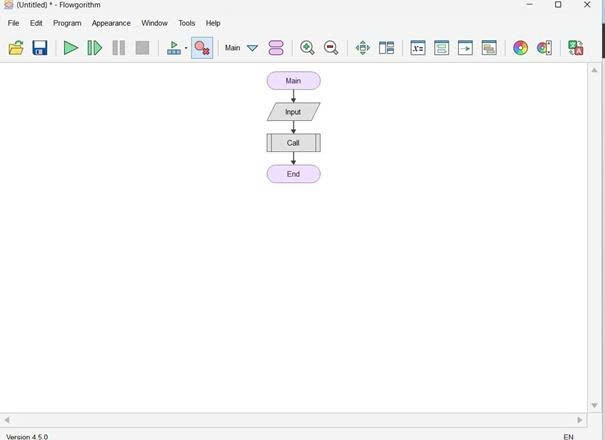 (Untitled) * - Flowgorithm
File Edit Program Appearance Window Tools Help
Main
Main
Input
Call
End
Version 4.5.0 EN